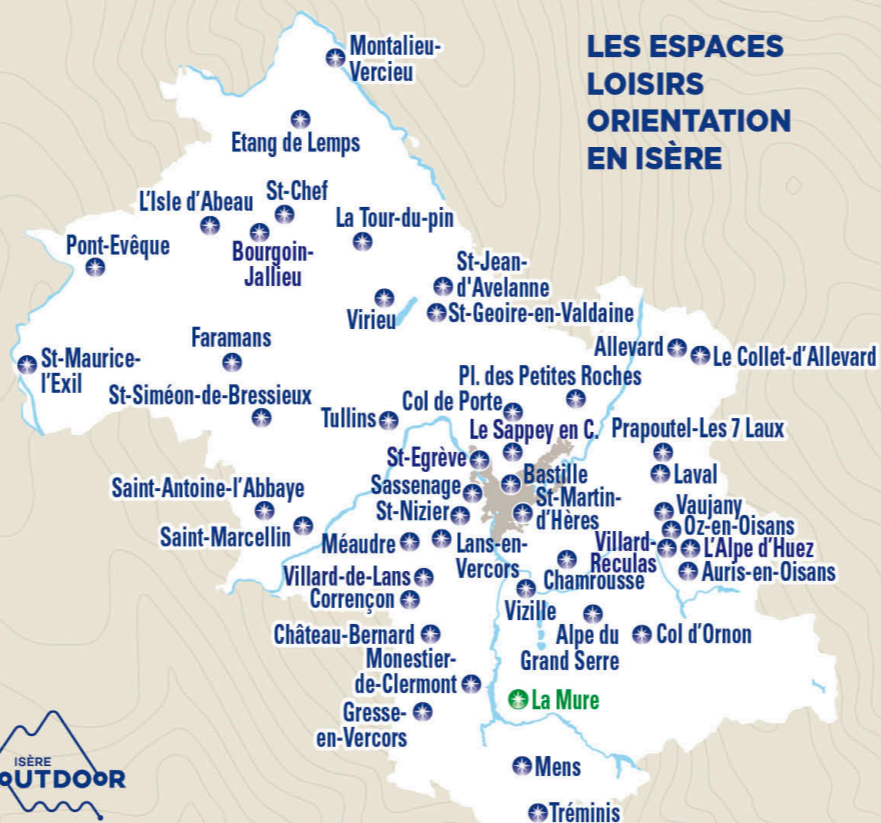 LES ESPACES
LOISIRS
ORIENTATION
EN ISÈRE
Montalieu-
Vercieu
Etang de Lemps
St-Chef
L'Isle d'Abeau
La Tour-du-pin
Pont-Evêque
Bourgoin-
Jallieu
St-Jean-
d'Avelanne
Virieu
St-Geoire-en-Valdaine
Faramans
St-Maurice-
l'Exil
Allevard
Le Collet-d'Allevard
St-Siméon-de-Bressieux
Pl. des Petites Roches
Tullins
Col de Porte
Le Sappey en C.
Prapoutel-Les 7 Laux
St-Egrève
Bastille
Laval
Sassenage
Saint-Antoine-l'Abbaye
St-Nizier
St-Martin-
d'Hères
Vaujany
Oz-en-Oisans
Saint-Marcellin
Méaudre
Lans-en-
Vercors
Villard-
Reculas
L'Alpe d'Huez
Villard-de-Lans
Chamrousse
Auris-en-Oisans
Corrençon
Vizille
Château-Bernard
Alpe du
Grand Serre
Col d'Ornon
Monestier-
de-Clermont
La Mure
Gresse-
en-Vercors
ISÈRE
OUTDOOR
Mens
Tréminis